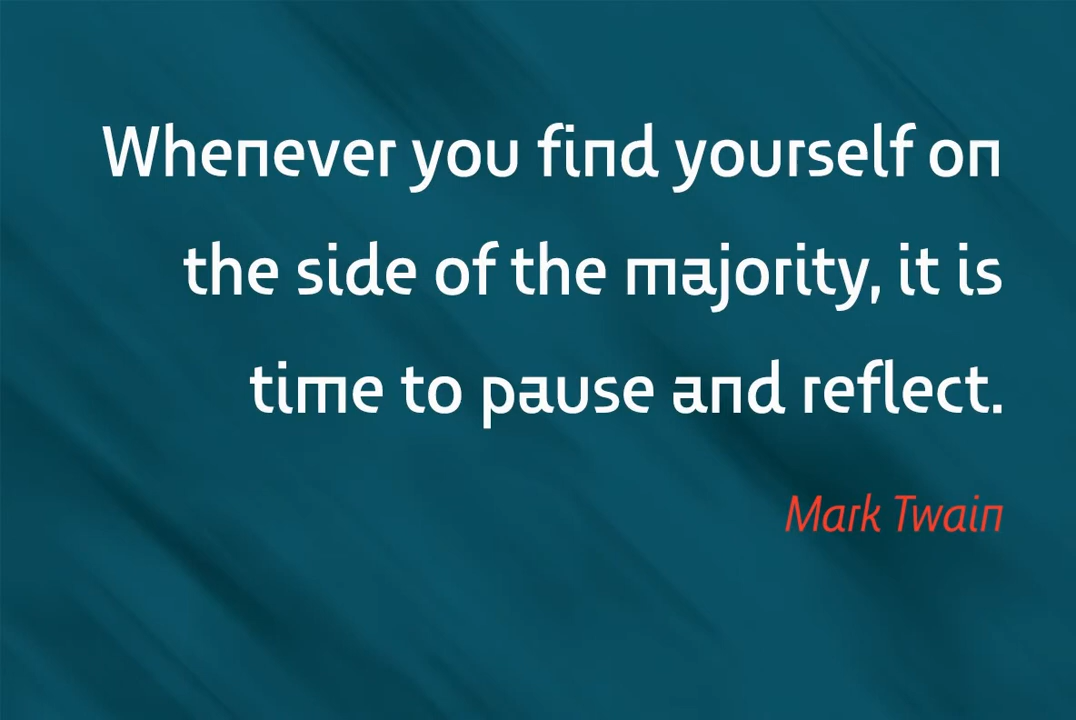 Whenever you find yourself on
the side of the majority, it is
time to pause and reflect.
Mark Twain